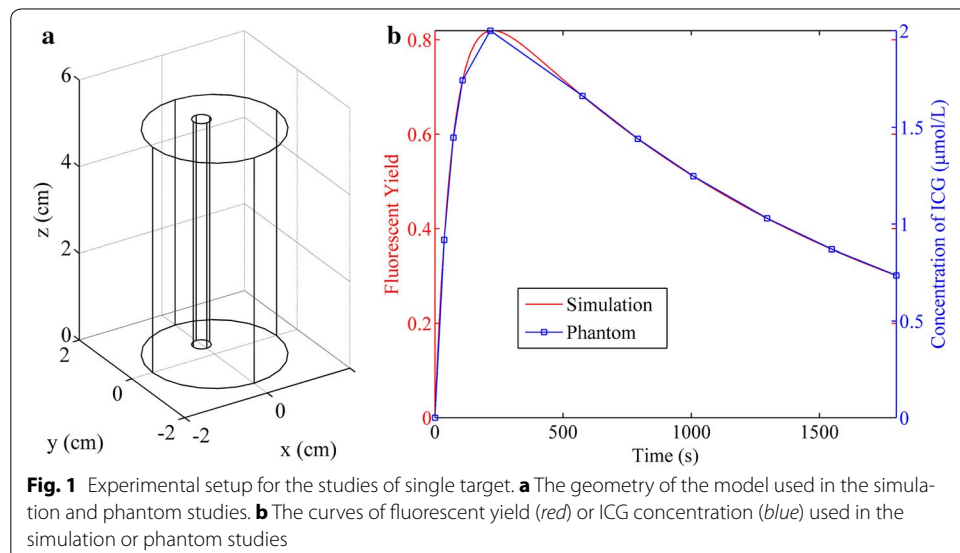 a
6
4
2
0
z (cm)
2
0
-2
y (cm)
-2
0
x (cm)
b
0.8
0.6
0.4
0.2
0
Fluorescent Yield
2
1.5
1
0.5
0
Concentration of ICG (μmol/L)
Simulation
Phantom
0
500
1000
1500
Time (s)
Fig. 1 Experimental setup for the studies of single target. a The geometry of the model used in the simula-
tion and phantom studies. b The curves of fluorescent yield (red) or ICG concentration (blue) used in the
simulation or phantom studies